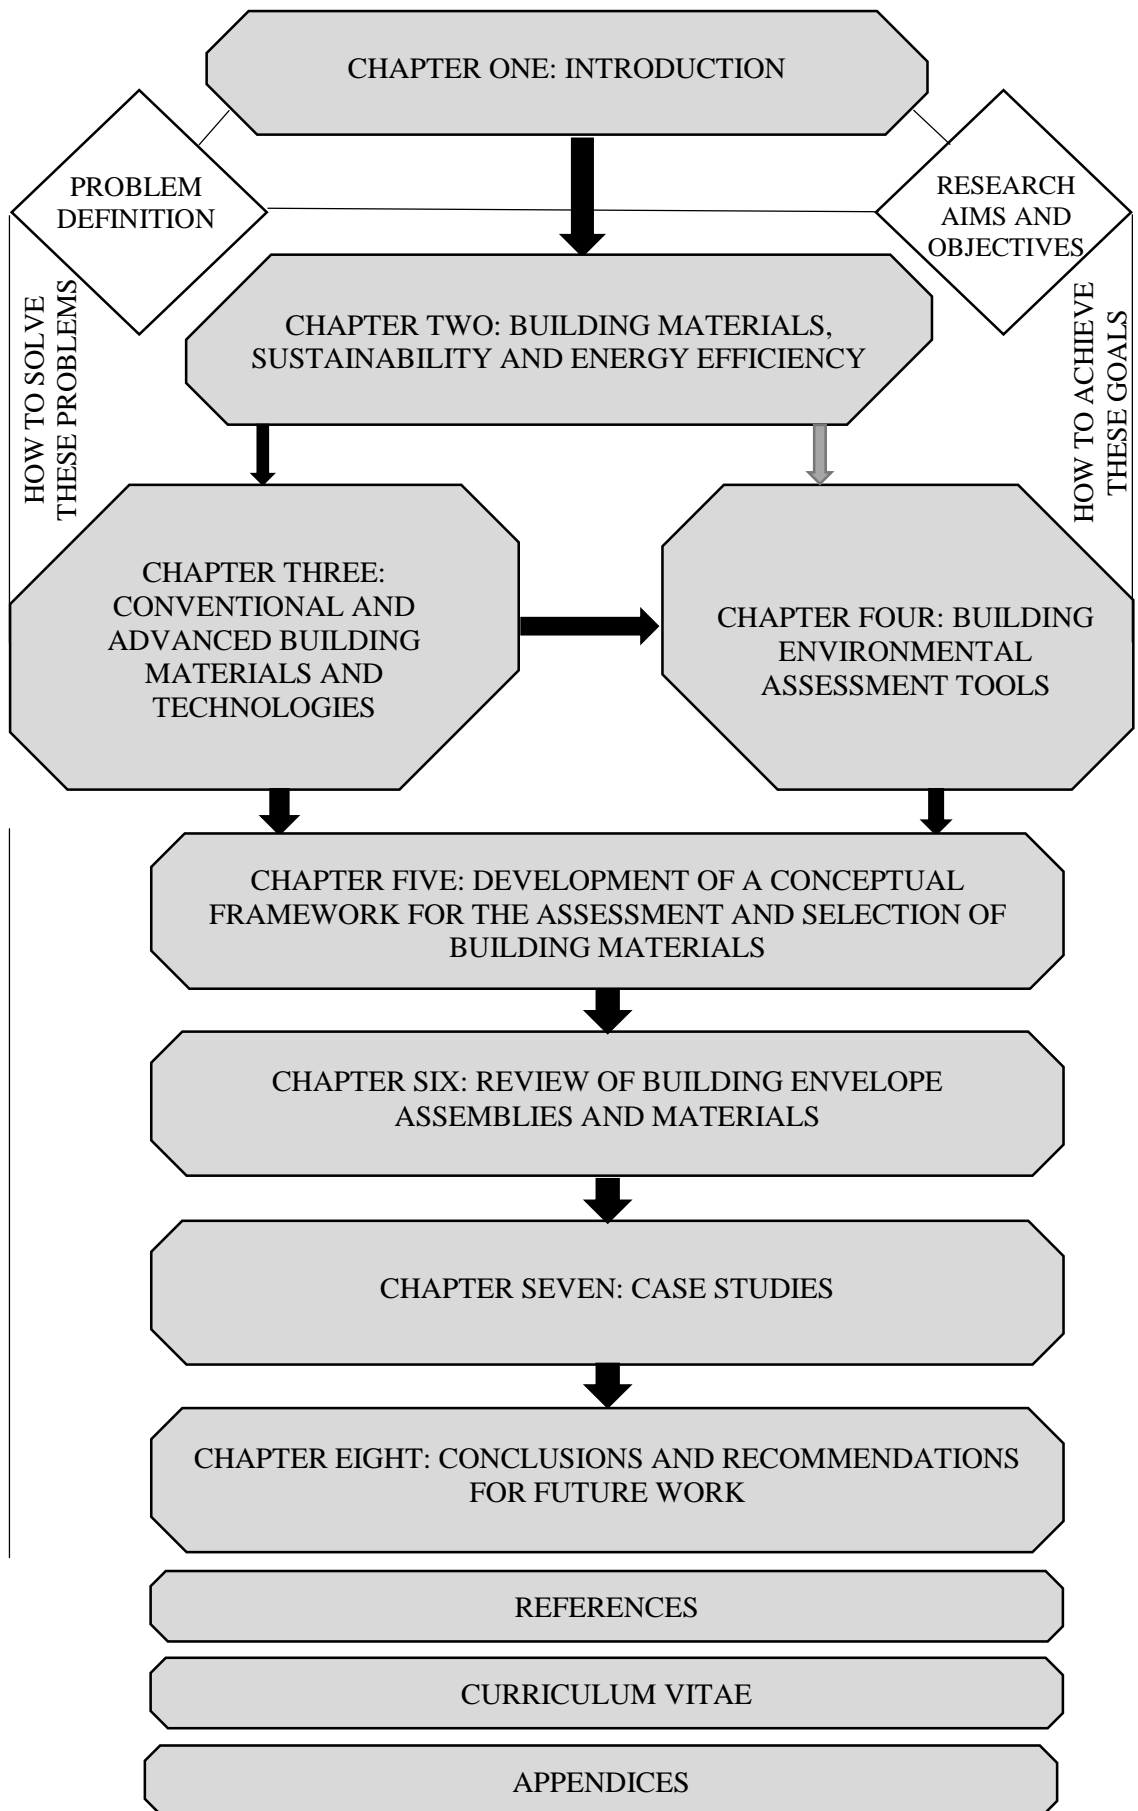 CHAPTER ONE: INTRODUCTION
PROBLEM
DEFINITION
RESEARCH
AIMS AND
OBJECTIVES
HOW TO SOLVE
THESE PROBLEMS
CHAPTER TWO: BUILDING MATERIALS,
SUSTAINABILITY AND ENERGY EFFICIENCY
HOW TO ACHIEVE
THESE GOALS
CHAPTER THREE:
CONVENTIONAL AND
ADVANCED BUILDING
MATERIALS AND
TECHNOLOGIES
CHAPTER FOUR: BUILDING
ENVIRONMENTAL
ASSESSMENT TOOLS
CHAPTER FIVE: DEVELOPMENT OF A CONCEPTUAL
FRAMEWORK FOR THE ASSESSMENT AND SELECTION OF
BUILDING MATERIALS
CHAPTER SIX: REVIEW OF BUILDING ENVELOPE
ASSEMBLIES AND MATERIALS
CHAPTER SEVEN: CASE STUDIES
CHAPTER EIGHT: CONCLUSIONS AND RECOMMENDATIONS
FOR FUTURE WORK
REFERENCES
CURRICULUM VITAE
APPENDICES